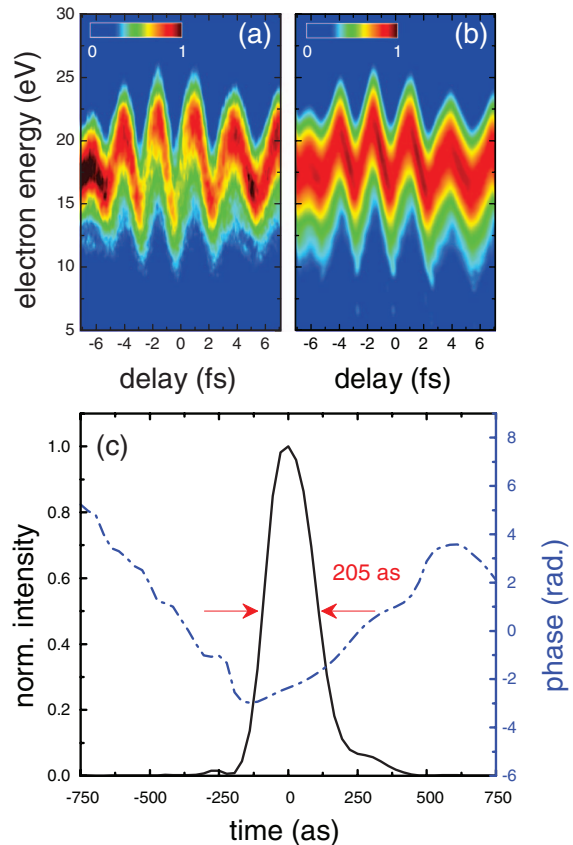 (a)
(b)
0 1
0 1
electron energy (eV)
30
25
20
15
10
5
-6 -4 -2 0 2 4 6
-6 -4 -2 0 2 4 6
delay (fs)
delay (fs)
(c)
norm. intensity
1.0
0.8
0.6
0.4
0.2
0.0
205 as
8
6
4
2
0
-2
-4
-6
phase (rad.)
-750 -500 -250 0 250 500 750
time (as)